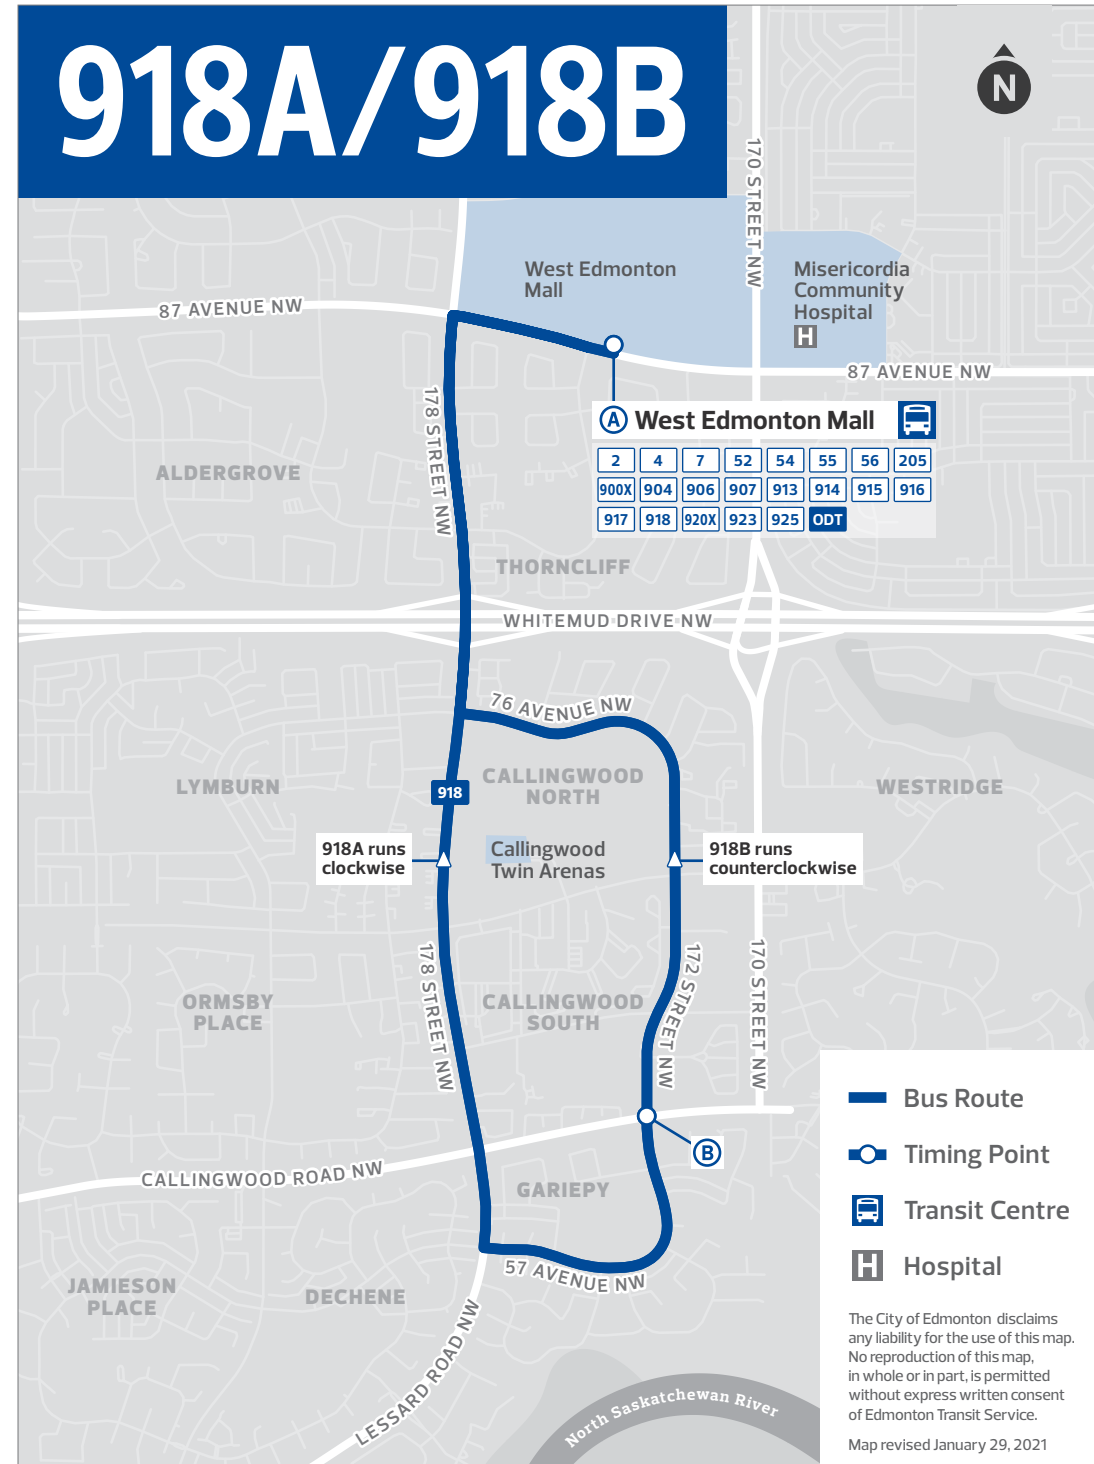 918A/918B
N
170 STREET NW
West Edmonton
Mall
Misericordia
Community
Hospital
H
87 AVENUE NW
87 AVENUE NW
178 STREET NW
A West Edmonton Mall
2 4 7 52 54 55 56 205
900X 904 906 907 913 914 915 916
917 918 920X 923 925 ODT
ALDERGROVE
THORNCLIFF
WHITEMUD DRIVE NW
76 AVENUE NW
LYMBURN
CALLINGWOOD
NORTH
WESTRIDGE
918
918A runs
clockwise
Callingwood
Twin Arenas
918B runs
counterclockwise
178 STREET NW
172 STREET NW
170 STREET NW
ORMSBY
PLACE
CALLINGWOOD
SOUTH
B
CALLINGWOOD ROAD NW
GARIEPY
57 AVENUE NW
JAMIESON
PLACE
DECHENE
LESSARD ROAD NW
North Saskatchewan River
Bus Route
Timing Point
Transit Centre
H Hospital
The City of Edmonton disclaims
any liability for the use of this map.
No reproduction of this map,
in whole or in part, is permitted
without express written consent
of Edmonton Transit Service.
Map revised January 29, 2021